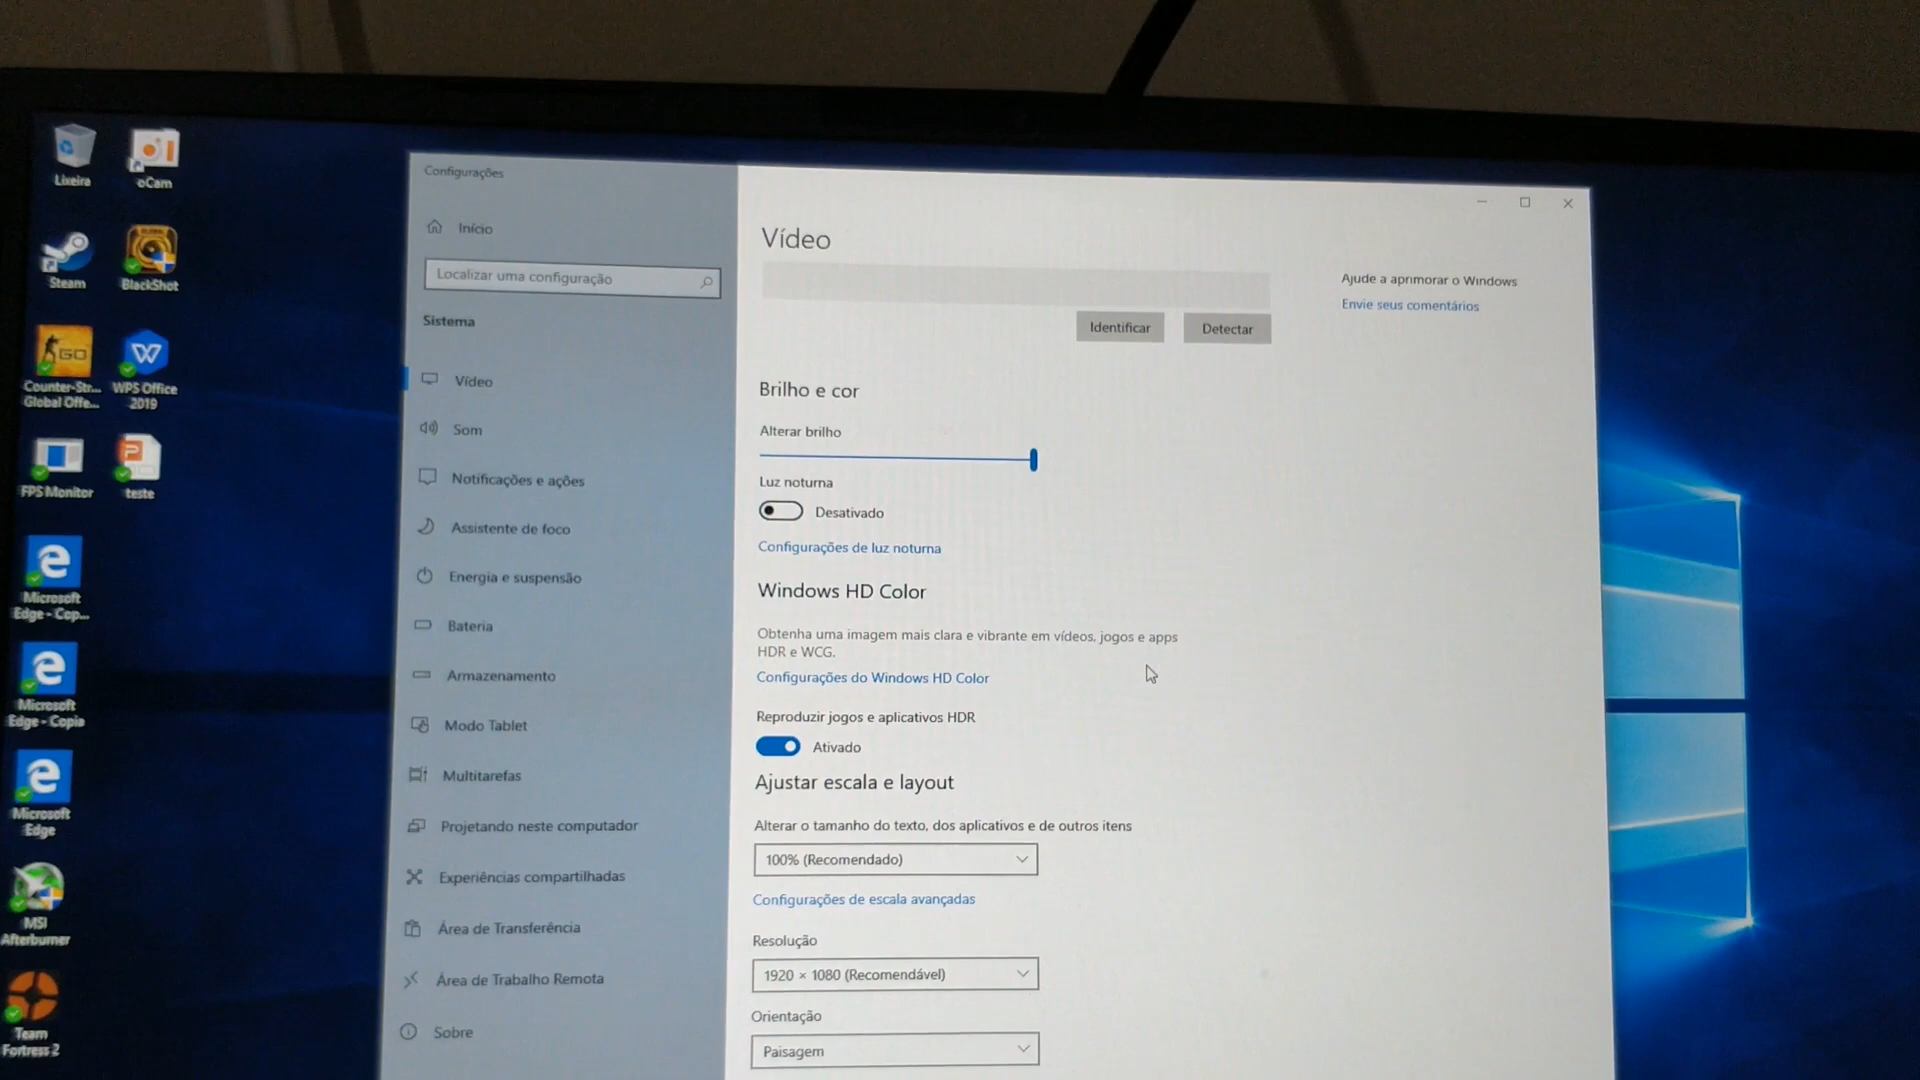 Lixeira
oCam
Steam
BlackShot
GO
Counter-Str...
Global Offe...
WPS Office
2019
FPS Monitor
teste
Microsoft
Edge - Cop...
Microsoft
Edge - Copia
Microsoft
Edge
MSI
Afterburner
Team
Fortress 2
Configurações
Início
Localizar uma configuração
Sistema
Vídeo
Som
Notificações e ações
Assistente de foco
Energia e suspensão
Bateria
Armazenamento
Modo Tablet
Multitarefas
Projetando neste computador
Experiências compartilhadas
Área de Transferência
Área de Trabalho Remota
Sobre
Vídeo
Identificar
Detectar
Brilho e cor
Alterar brilho
Luz noturna
Desativado
Configurações de luz noturna
Windows HD Color
Obtenha uma imagem mais clara e vibrante em vídeos, jogos e apps
HDR e WCG.
Configurações do Windows HD Color
Reproduzir jogos e aplicativos HDR
Ativado
Ajustar escala e layout
Alterar o tamanho do texto, dos aplicativos e de outros itens
100% (Recomendado)
Configurações de escala avançadas
Resolução
1920 × 1080 (Recomendável)
Orientação
Paisagem
Ajude a aprimorar o Windows
Envie seus comentários